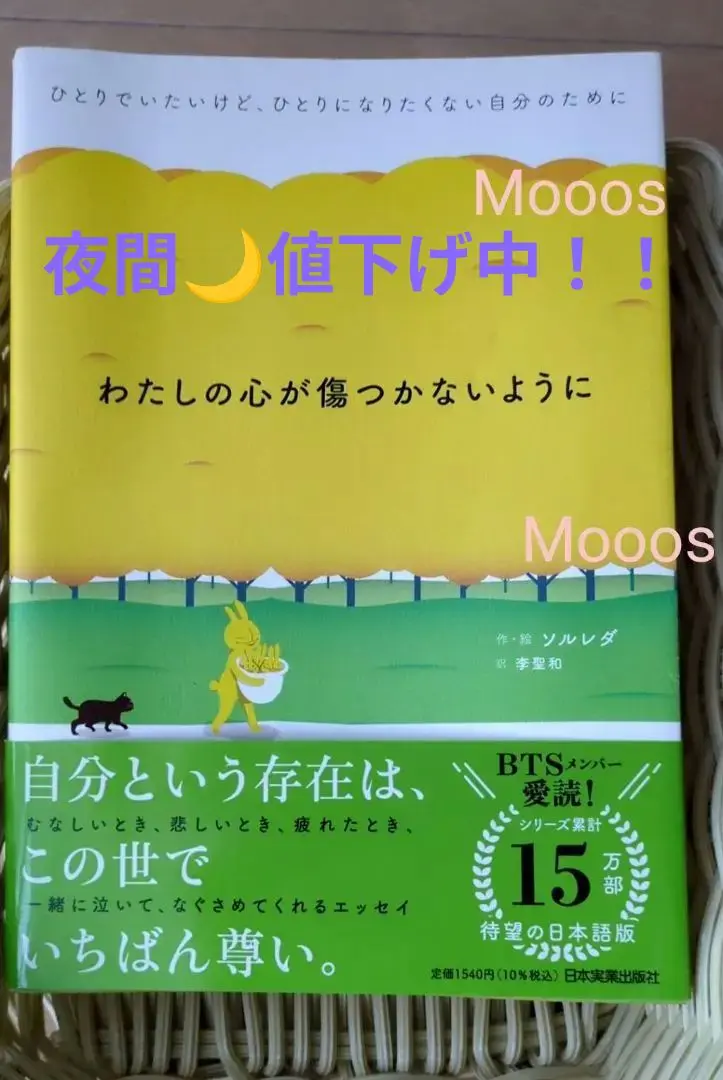 ひとりでいたいけど、ひとりになりたくない自分のために
Mooos
夜間🌙値下げ中！！
わたしの心が傷つかないように
Mooos
作・絵 ソルレダ
訳 李聖和
自分という存在は、
むなしいとき、悲しいとき、疲れたとき、
この世で
一緒に泣いて、なぐさめてくれるエッセイ
いちばん尊い。
BTSメンバー
愛読！
シリーズ累計
15万部
待望の日本語版
定価1540円（10％税込） 日本実業出版社